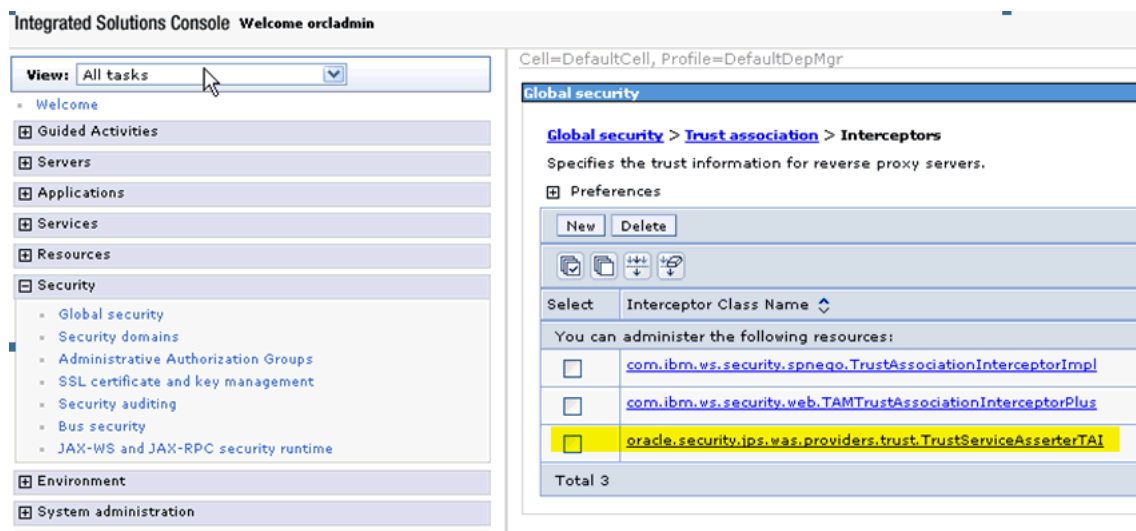 Integrated Solutions Console Welcome orcladmin
View: All tasks
Welcome
Guided Activities
Servers
Applications
Services
Resources
Security
Global security
Security domains
Administrative Authorization Groups
SSL certificate and key management
Security auditing
Bus security
JAX-WS and JAX-RPC security runtime
Environment
System administration
Cell=DefaultCell, Profile=DefaultDepMgr
Global security
Global security > Trust association > Interceptors
Specifies the trust information for reverse proxy servers.
Preferences
New Delete
Select Interceptor Class Name
You can administer the following resources:
com.ibm.ws.security.spnego.TrustAssociationInterceptorImpl
com.ibm.ws.security.web.TAMTrustAssociationInterceptorPlus
oracle.security.jps.was.providers.trust.TrustServiceAsserterTAI
Total 3